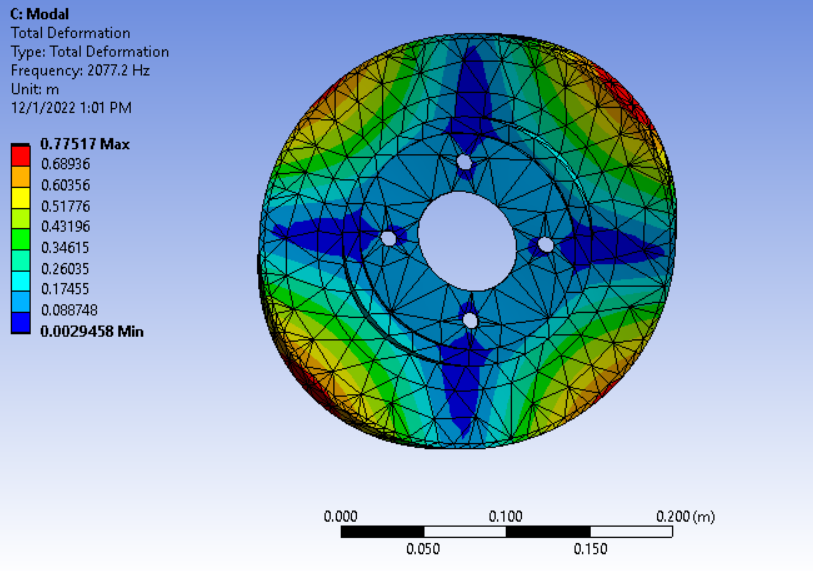 C: Modal
Total Deformation
Type: Total Deformation
Frequency: 2077.2 Hz
Unit: m
12/1/2022 1:01 PM
0.77517 Max
0.68936
0.60356
0.51776
0.43196
0.34615
0.26035
0.17455
0.088748
0.0029458 Min
0.000 0.100 0.200 (m)
0.050 0.150